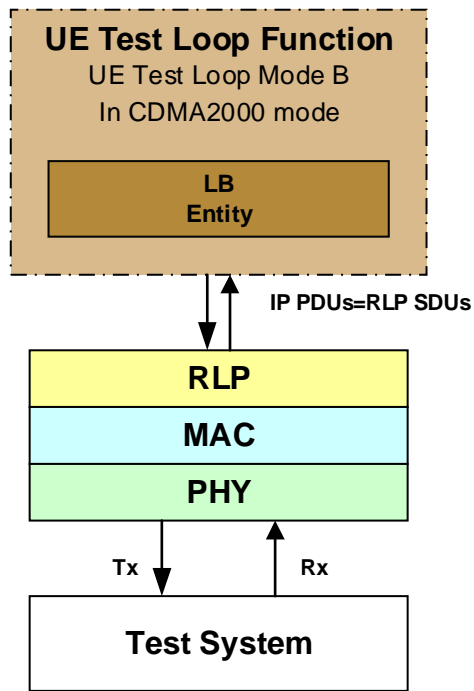 UE Test Loop Function
UE Test Loop Mode B
In CDMA2000 mode
LB
Entity
IP PDUs=RLP SDUs
RLP
MAC
PHY
Tx
Rx
Test System